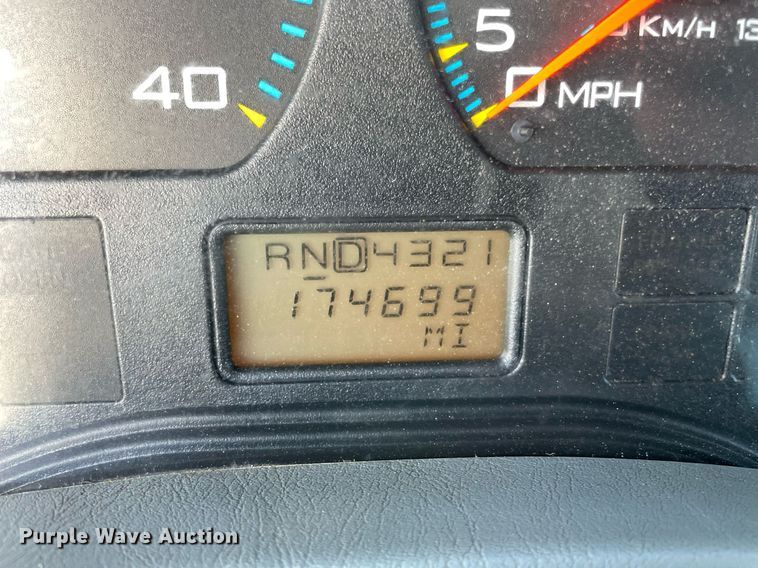 40
5
KM/H
0 MPH
RND4321
174699
MI
Purple Wave Auction